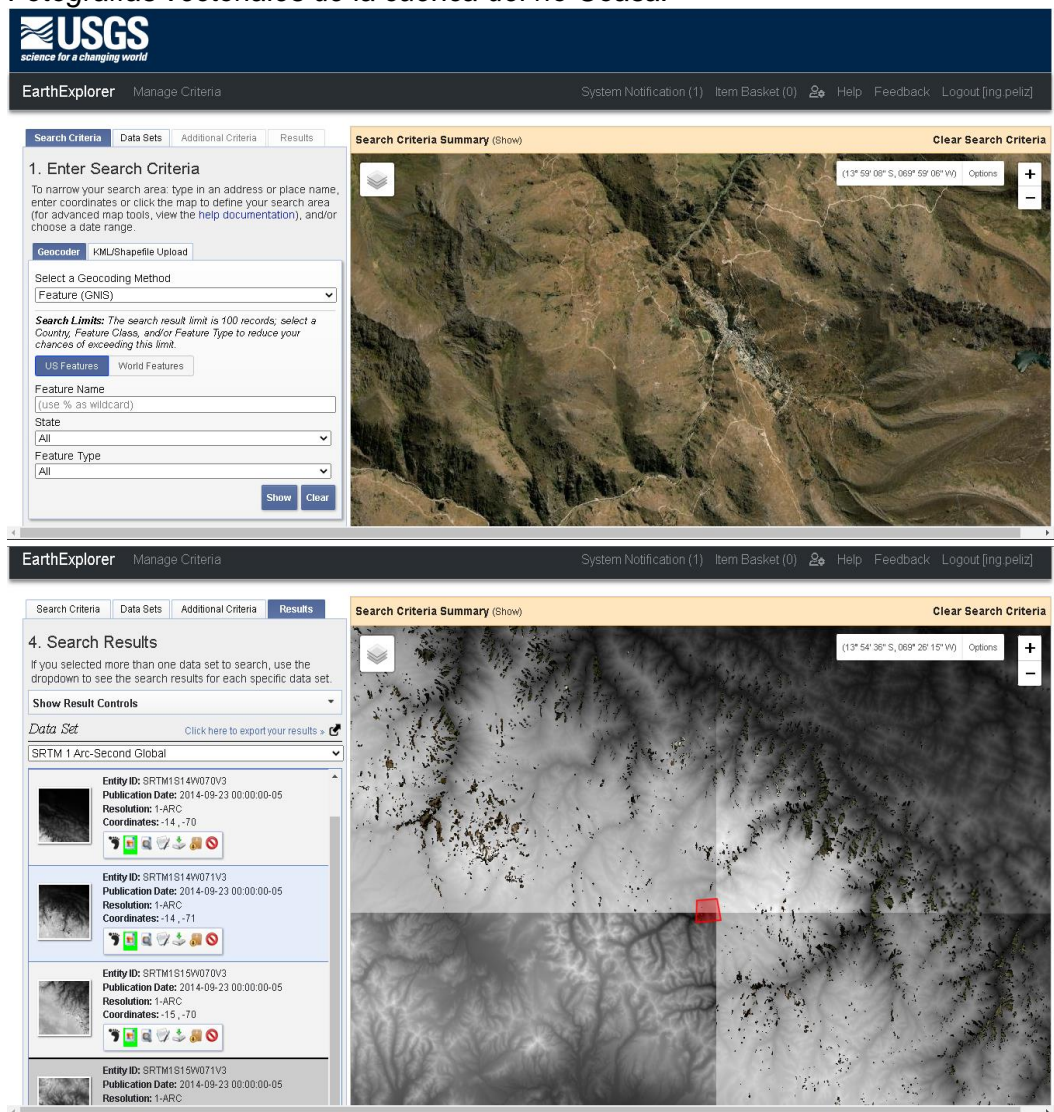 Fotografías vectoriales de la cuenca del río Ccasa.
USGS
science for a changing world
EarthExplorer Manage Criteria System Notification (1) Item Basket (0) Help Feedback Logout [ing.peliz]
Search Criteria Data Sets Additional Criteria Results
Search Criteria Summary (Show) Clear Search Criteria
1. Enter Search Criteria
To narrow your search area: type in an address or place name,
enter coordinates or click the map to define your search area
(for advanced map tools, view the help documentation), and/or
choose a date range.
Geocoder KML/Shapefile Upload
Select a Geocoding Method
Feature (GNIS)
Search Limits: The search result limit is 100 records; select a
Country, Feature Class, and/or Feature Type to reduce your
chances of exceeding this limit.
US Features World Features
Feature Name
(use % as wildcard)
State
All
Feature Type
All
Show Clear
(13° 59' 08" S, 069° 59' 06" W) Options
+
-
EarthExplorer Manage Criteria System Notification (1) Item Basket (0) Help Feedback Logout [ing.peliz]
Search Criteria Data Sets Additional Criteria Results
Search Criteria Summary (Show) Clear Search Criteria
4. Search Results
If you selected more than one data set to search, use the
dropdown to see the search results for each specific data set.
Show Result Controls
Data Set Click here to export your results »
SRTM 1 Arc-Second Global
Entity ID: SRTM1S14W070V3
Publication Date: 2014-09-23 00:00:00-05
Resolution: 1-ARC
Coordinates: -14 , -70
Entity ID: SRTM1S14W071V3
Publication Date: 2014-09-23 00:00:00-05
Resolution: 1-ARC
Coordinates: -14 , -71
Entity ID: SRTM1S15W070V3
Publication Date: 2014-09-23 00:00:00-05
Resolution: 1-ARC
Coordinates: -15 , -70
Entity ID: SRTM1S15W071V3
Publication Date: 2014-09-23 00:00:00-05
Resolution: 1-ARC
(13° 54' 36" S, 069° 26' 15" W) Options
+
-